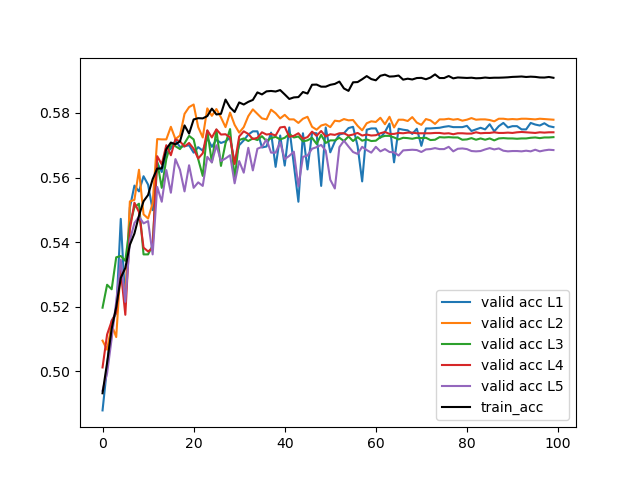 0.58
0.56
0.54
0.52
0.50
0 20 40 60 80 100
valid acc L1
valid acc L2
valid acc L3
valid acc L4
valid acc L5
train_acc